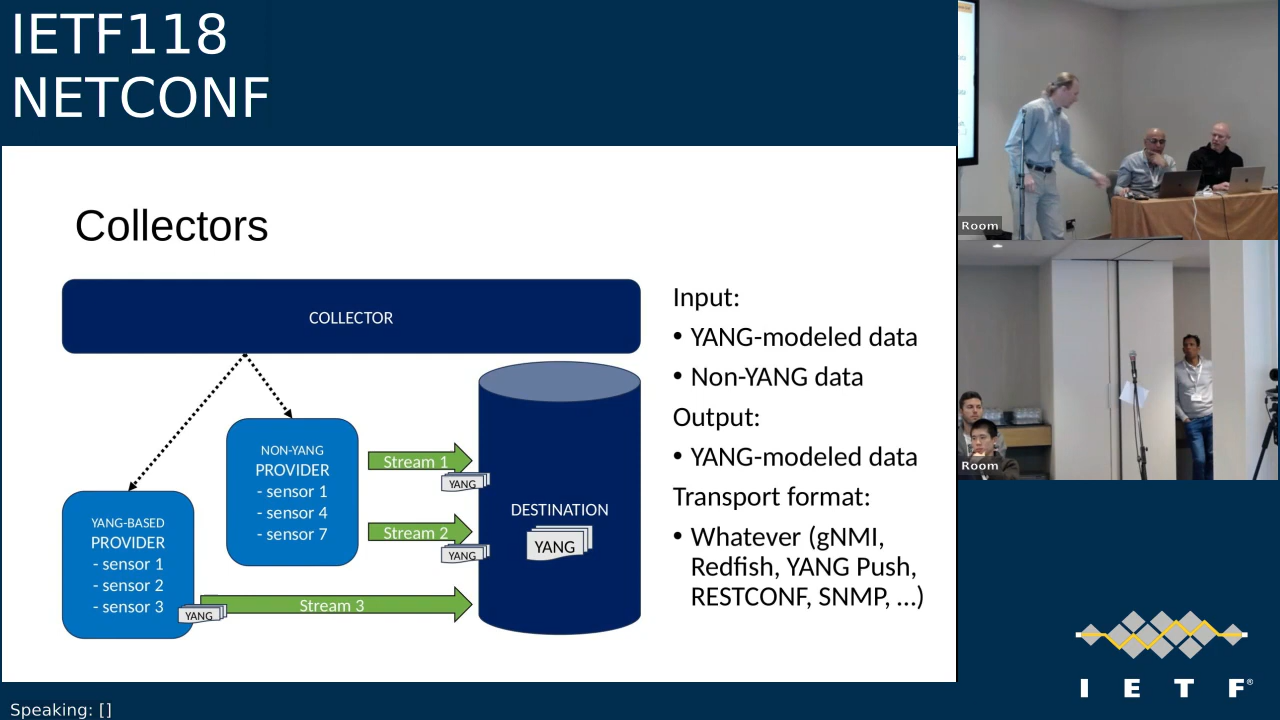 IETF118
NETCONF
Collectors
COLLECTOR
NON-YANG
PROVIDER
- sensor 1
- sensor 4
- sensor 7
YANG-BASED
PROVIDER
- sensor 1
- sensor 2
- sensor 3
YANG
Stream 1
YANG
Stream 2
YANG
Stream 3
DESTINATION
YANG
Input:
• YANG-modeled data
• Non-YANG data
Output:
• YANG-modeled data
Transport format:
• Whatever (gNMI,
Redfish, YANG Push,
RESTCONF, SNMP, ...)
Room
Room
I E T F®
Speaking: []